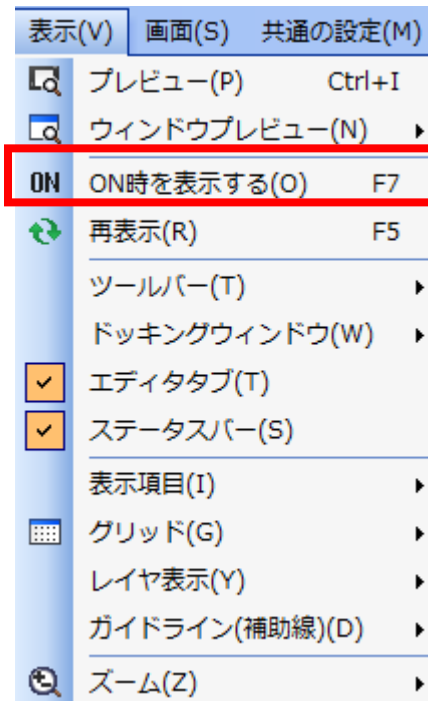 表示(V) 画面(S) 共通の設定(M)
プレビュー(P) Ctrl+I
ウィンドウプレビュー(N)
ON ON時を表示する(O) F7
再表示(R) F5
ツールバー(T)
ドッキングウィンドウ(W)
エディタタブ(T)
ステータスバー(S)
表示項目(I)
グリッド(G)
レイヤ表示(Y)
ガイドライン(補助線)(D)
ズーム(Z)